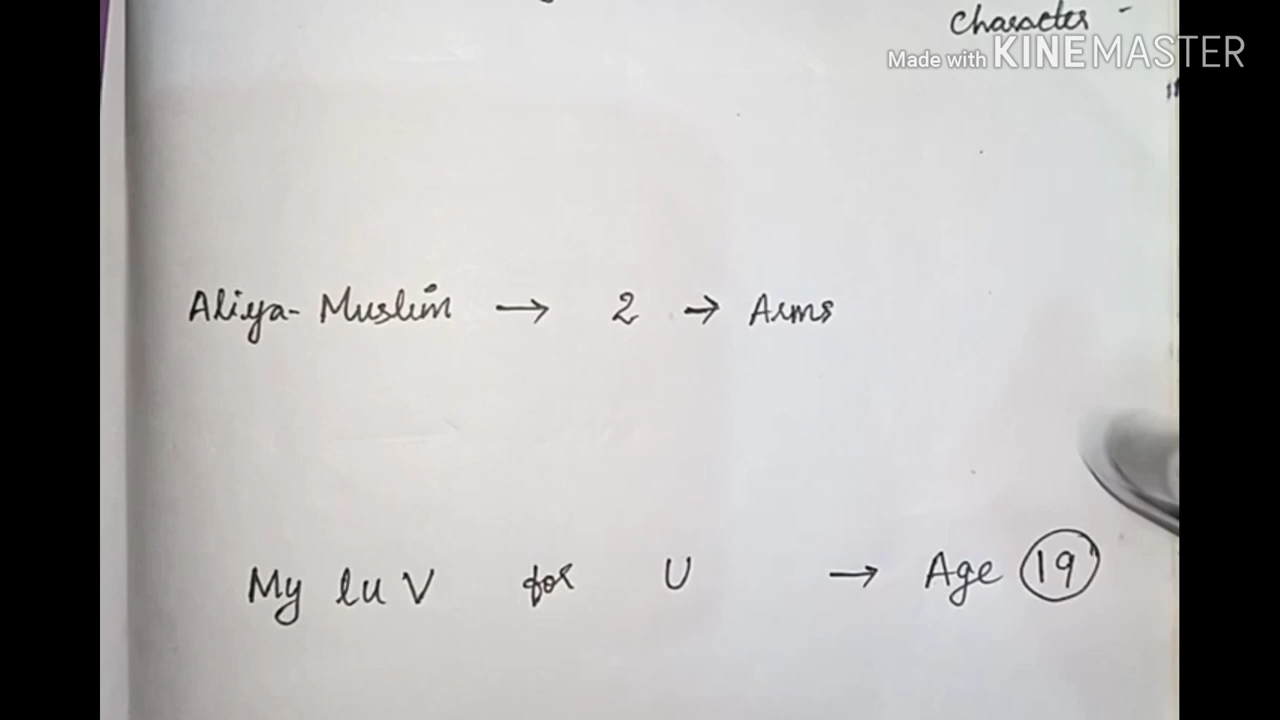 Character -
Made with KINEMASTER
Aliya- Muslim → 2 → Arms
My luV for U → Age 19